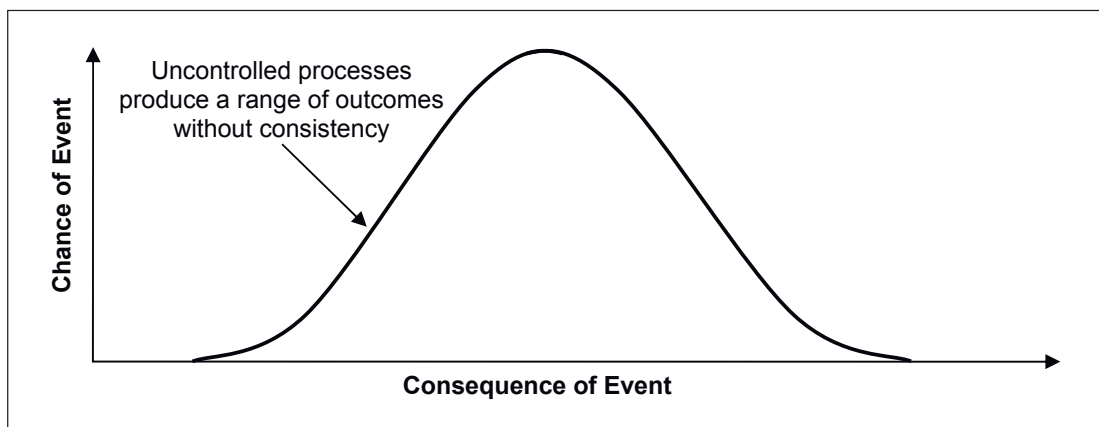 Uncontrolled processes
produce a range of outcomes
without consistency
Chance of Event
Consequence of Event